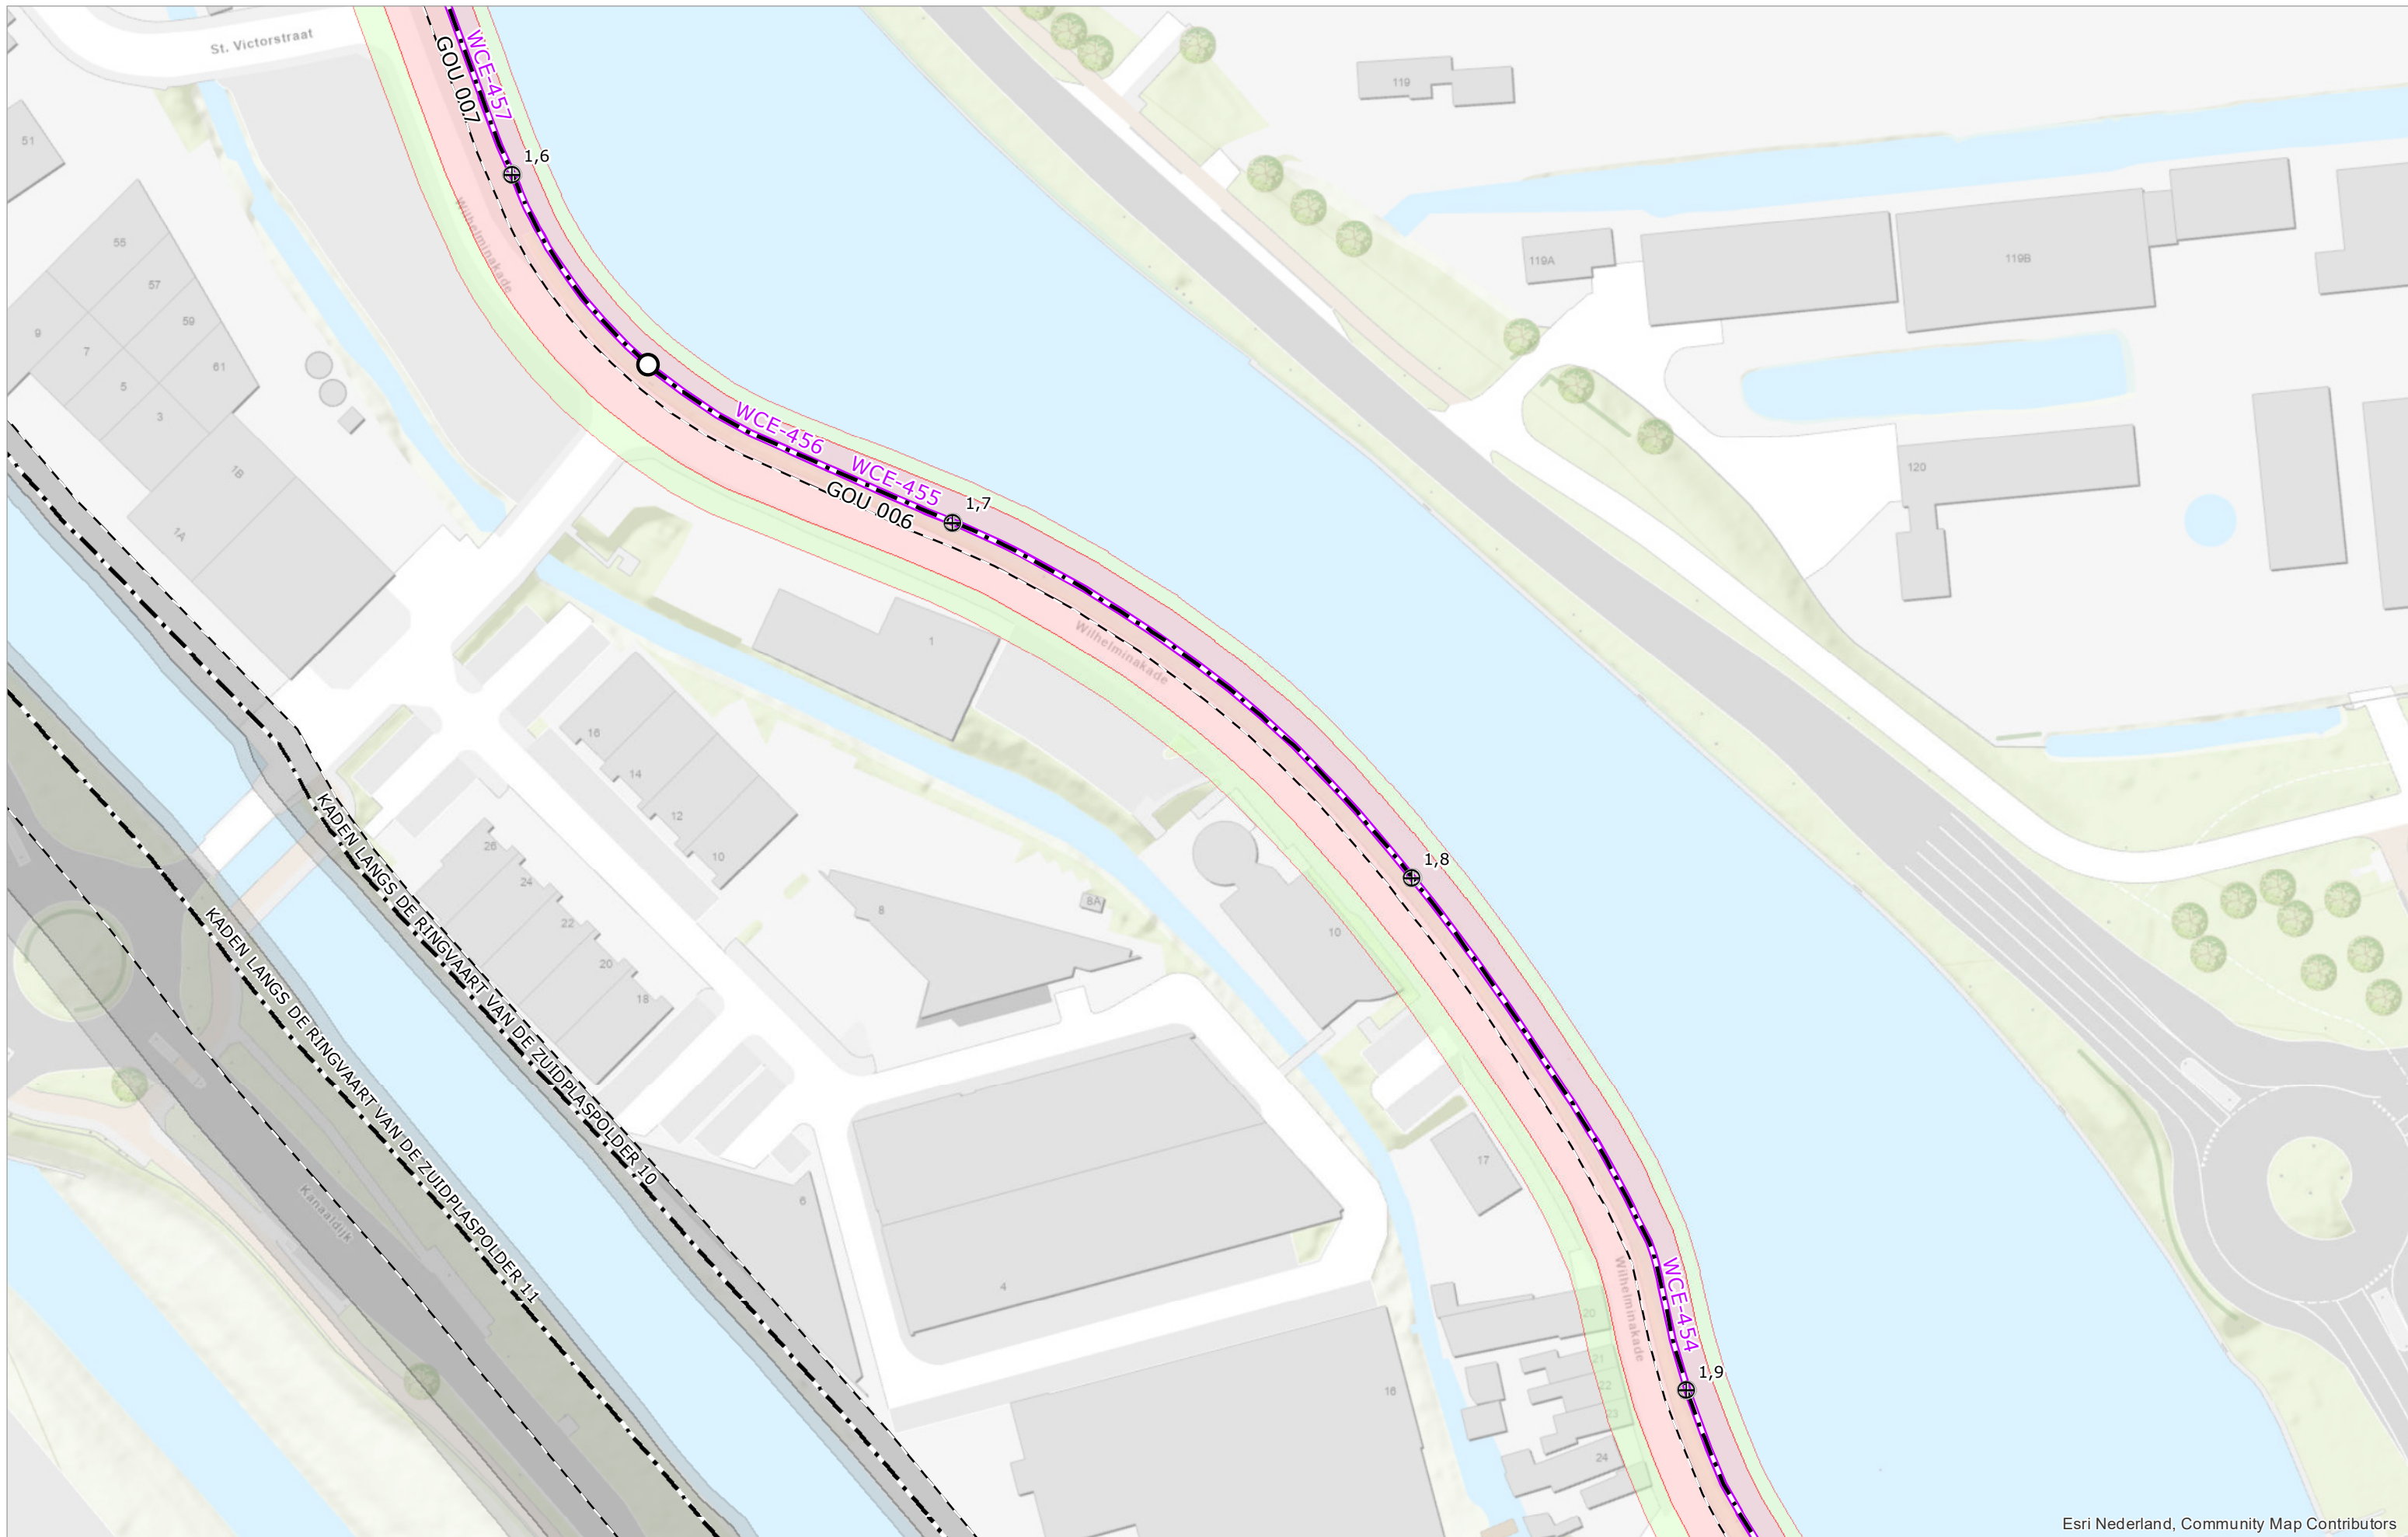 St. Victorstraat
GOU 007
WCE-457
1,6
119
51
Wilhelminakade
55
57
59
61
9
7
5
3
1B
1A
119A
119B
WCE-456
WCE-455
GOU 006
1,7
120
1
Wilhelminakade
16
14
12
10
26
24
22
20
18
8
8A
10
1,8
KADEN LANGS DE RINGVAART VAN DE ZUIDPLASPOLDER 10
KADEN LANGS DE RINGVAART VAN DE ZUIDPLASPOLDER 11
Kanaaldijk
6
4
17
WCE-454
Wilhelminakade
20
21
22
23
24
1,9
16
Esri Nederland, Community Map Contributors